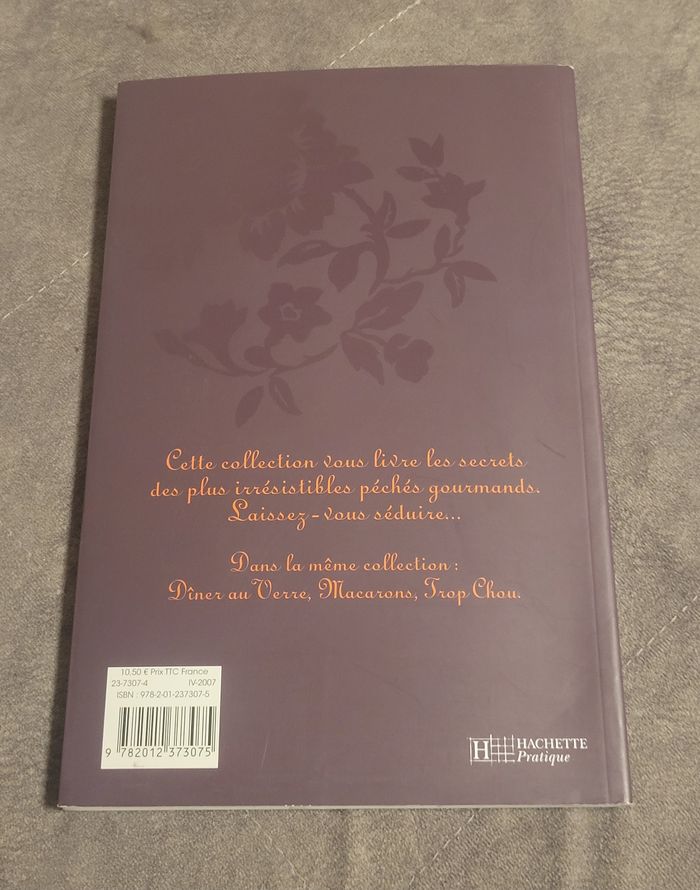 Cette collection vous livre les secrets
des plus irrésistibles péchés gourmands.
Laissez-vous séduire...
Dans la même collection :
Dîner au Verre, Macarons, Trop Chou.
10,50 € Prix TTC France
23-7307-4 IV-2007
ISBN : 978-2-01-237307-5
9 782012 373075
H HACHETTE
Pratique